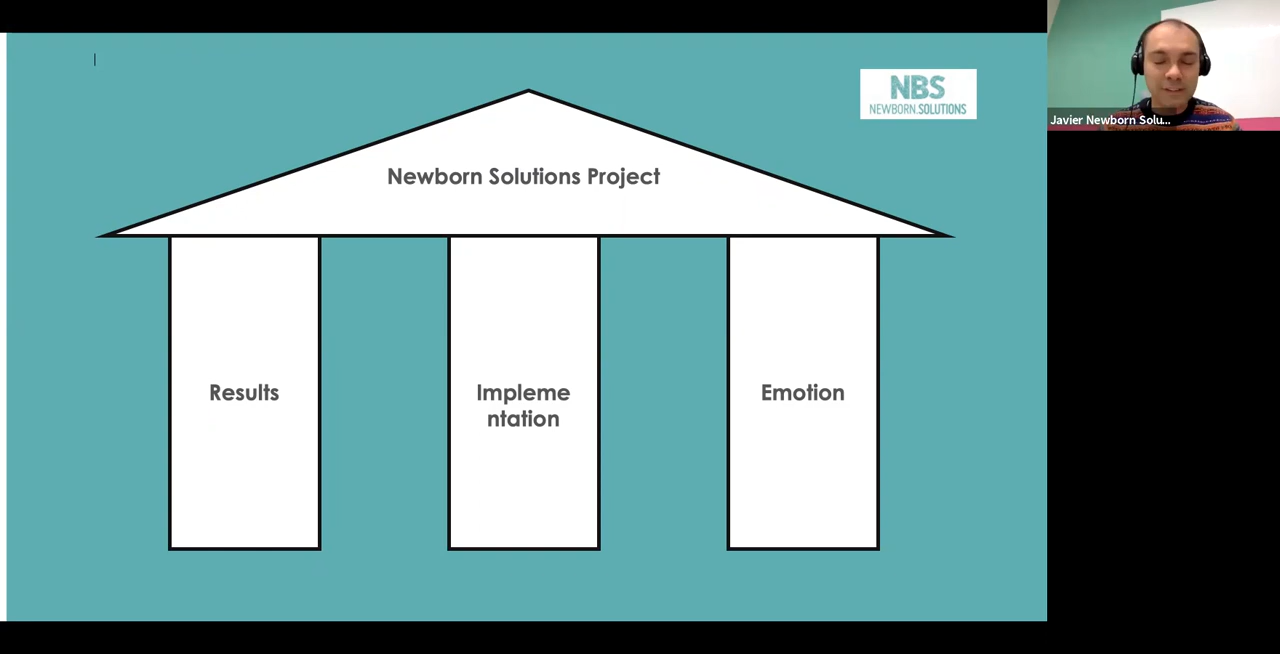 NBS
NEWBORN.SOLUTIONS
Javier Newborn Solu...
Newborn Solutions Project
Results
Impleme
ntation
Emotion